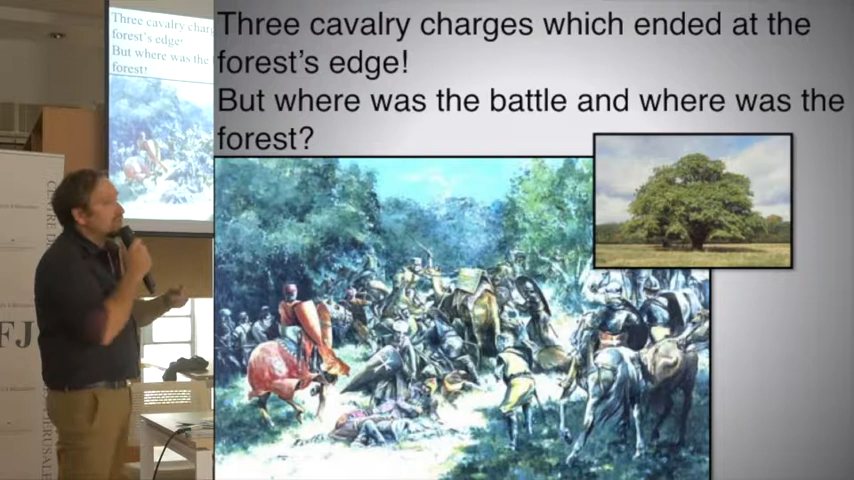 Three cavalry charges which ended at the
forest's edge!
But where was the battle and where was the
forest?
Three cavalry char
forest's edge!
But where was the
forest?
FJ